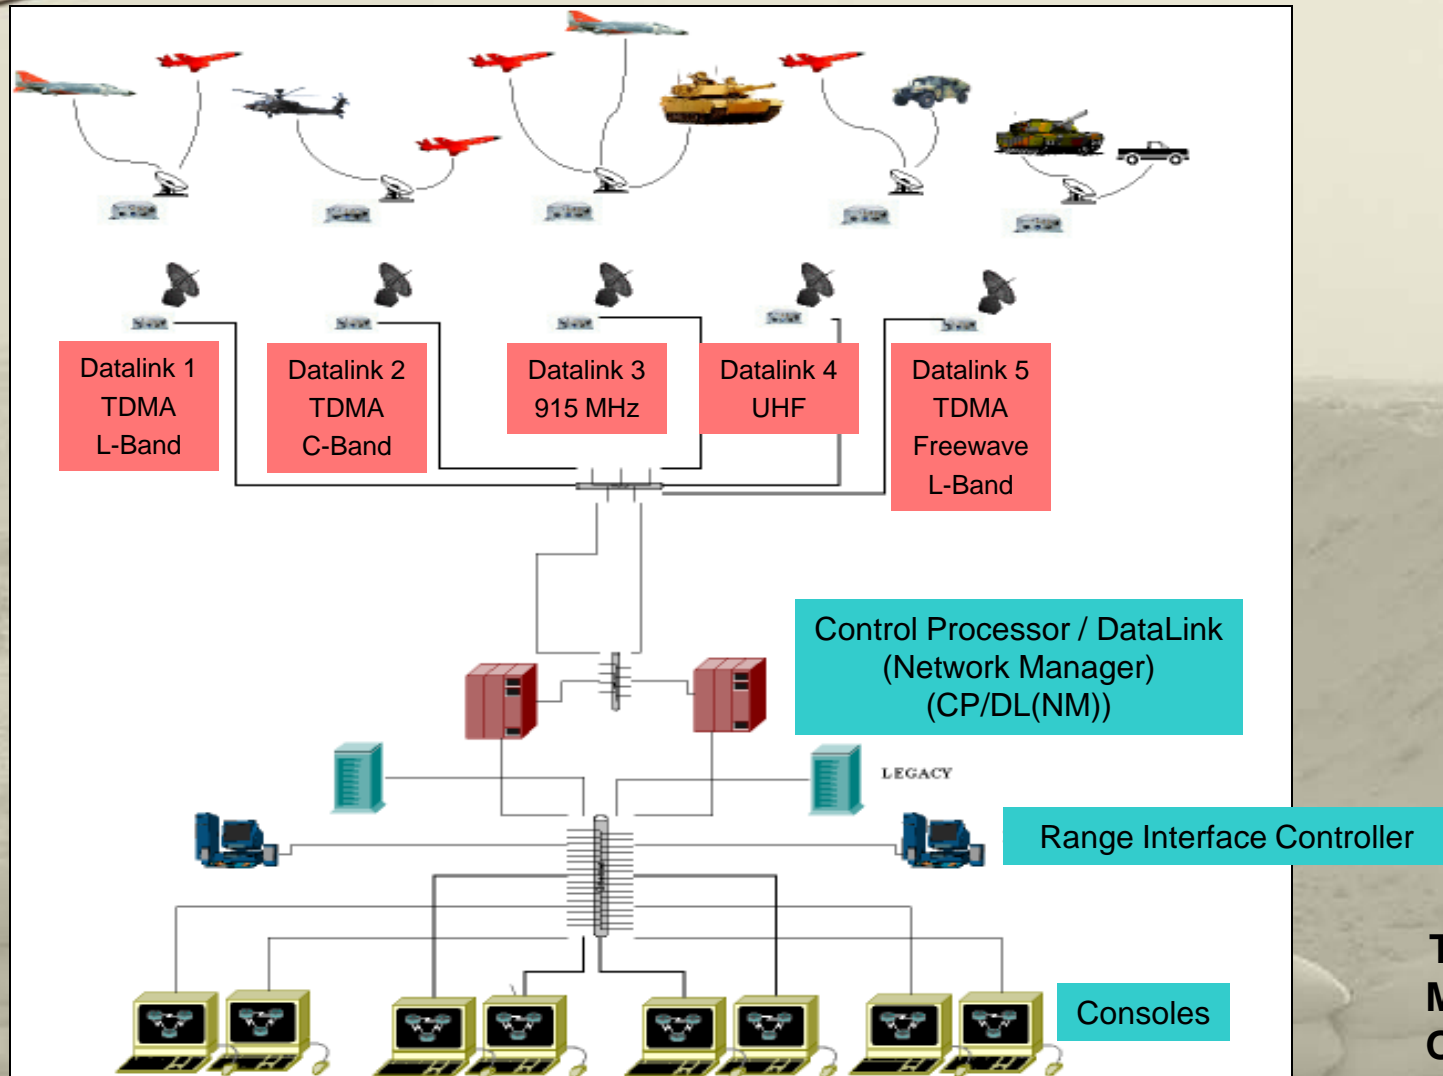 Datalink 1
TDMA
L-Band
Datalink 2
TDMA
C-Band
Datalink 3
915 MHz
Datalink 4
UHF
Datalink 5
TDMA
Freewave
L-Band
Control Processor / DataLink
(Network Manager)
(CP/DL(NM))
LEGACY
Range Interface Controller
Consoles